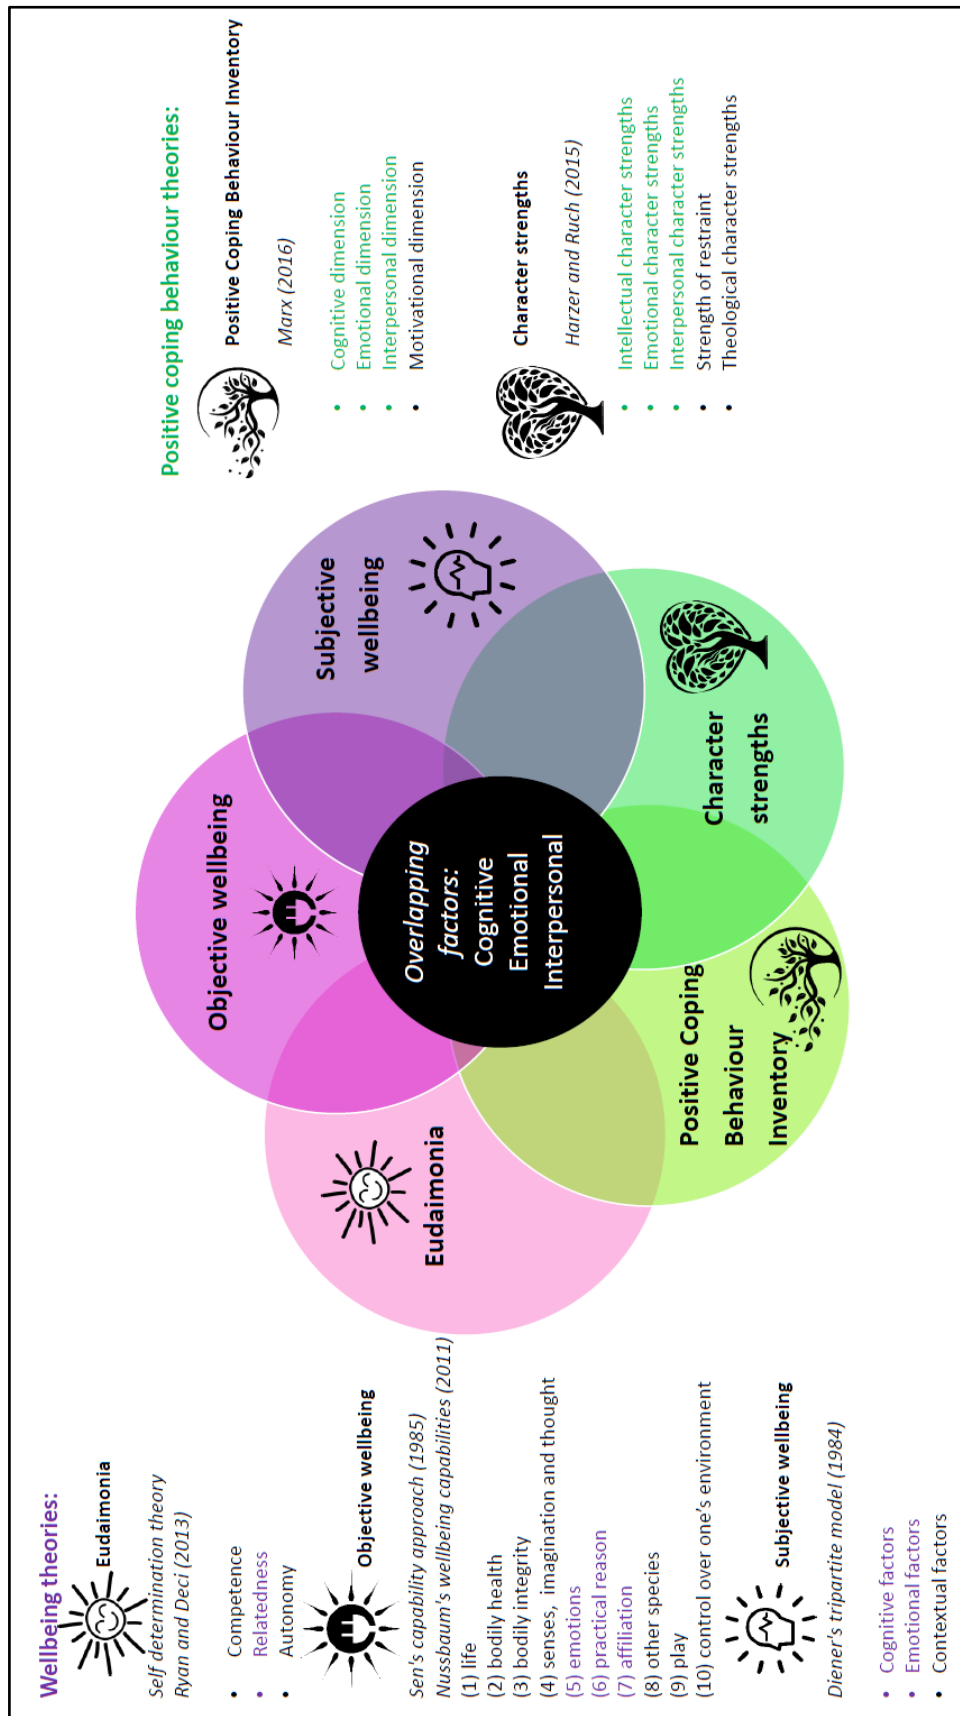 Wellbeing theories:
Eudaimonia
Self determination theory
Ryan and Deci (2013)
• Competence
• Relatedness
• Autonomy
Objective wellbeing
Sen's capability approach (1985)
Nussbaum's wellbeing capabilities (2011)
(1) life
(2) bodily health
(3) bodily integrity
(4) senses, imagination and thought
(5) emotions
(6) practical reason
(7) affiliation
(8) other species
(9) play
(10) control over one's environment
Subjective wellbeing
Diener's tripartite model (1984)
• Cognitive factors
• Emotional factors
• Contextual factors
Objective wellbeing
Eudaimonia
Subjective
wellbeing
Overlapping
factors:
Cognitive
Emotional
Interpersonal
Positive Coping
Behaviour
Inventory
Character
strengths
Positive coping behaviour theories:
Positive Coping Behaviour Inventory
Marx (2016)
• Cognitive dimension
• Emotional dimension
• Interpersonal dimension
• Motivational dimension
Character strengths
Harzer and Ruch (2015)
• Intellectual character strengths
• Emotional character strengths
• Interpersonal character strengths
• Strength of restraint
• Theological character strengths